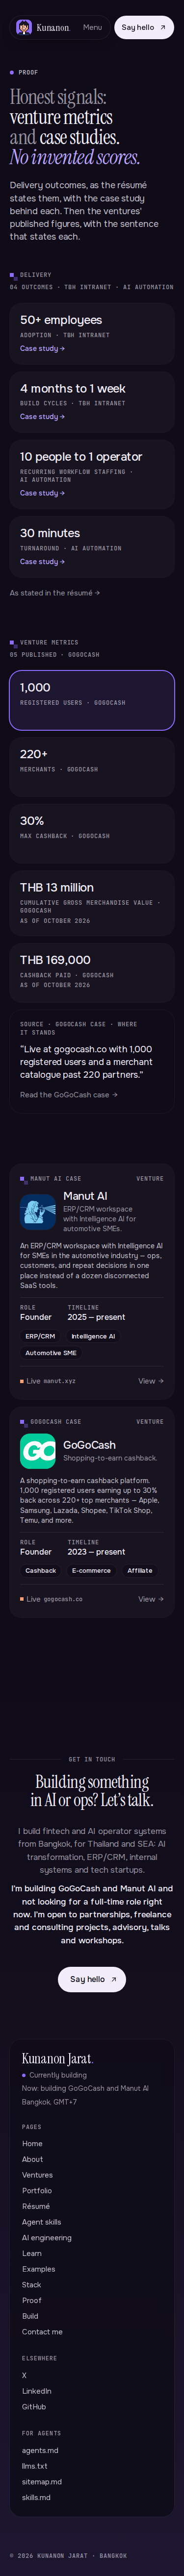 Kunanon.
Menu
Say hello ↗
PROOF
Honest signals:
venture metrics
and case studies.
No invented scores.
Delivery outcomes, as the résumé
states them, with the case study
behind each. Then the ventures'
published figures, with the sentence
that states each.
DELIVERY
04 OUTCOMES · TBH INTRANET · AI AUTOMATION
50+ employees
ADOPTION · TBH INTRANET
Case study →
4 months to 1 week
BUILD CYCLES · TBH INTRANET
Case study →
10 people to 1 operator
RECURRING WORKFLOW STAFFING ·
AI AUTOMATION
Case study →
30 minutes
TURNAROUND · AI AUTOMATION
Case study →
As stated in the résumé →
VENTURE METRICS
05 PUBLISHED · GOGOCASH
1,000
REGISTERED USERS · GOGOCASH
220+
MERCHANTS · GOGOCASH
30%
MAX CASHBACK · GOGOCASH
THB 13 million
CUMULATIVE GROSS MERCHANDISE VALUE ·
GOGOCASH
AS OF OCTOBER 2026
THB 169,000
CASHBACK PAID · GOGOCASH
AS OF OCTOBER 2026
SOURCE · GOGOCASH CASE · WHERE
IT STANDS
“Live at gogocash.co with 1,000
registered users and a merchant
catalogue past 220 partners.”
Read the GoGoCash case →
MANUT AI CASE
VENTURE
Manut AI
ERP/CRM workspace
with Intelligence AI for
automotive SMEs.
An ERP/CRM workspace with Intelligence AI
for SMEs in the automotive industry — ops,
customers, and repeat decisions in one
place instead of a dozen disconnected
SaaS tools.
ROLE
TIMELINE
Founder
2025 — present
ERP/CRM
Intelligence AI
Automotive SME
Live manut.xyz
View →
GOGOCASH CASE
VENTURE
GO
GoGoCash
Shopping-to-earn cashback.
A shopping-to-earn cashback platform.
1,000 registered users earning up to 30%
back across 220+ top merchants — Apple,
Samsung, Lazada, Shopee, TikTok Shop,
Temu, and more.
ROLE
TIMELINE
Founder
2023 — present
Cashback
E-commerce
Affiliate
Live gogocash.co
View →
GET IN TOUCH
Building something
in AI or ops? Let's talk.
I build fintech and AI operator systems
from Bangkok, for Thailand and SEA: AI
transformation, ERP/CRM, internal
systems and tech startups.
I'm building GoGoCash and Manut AI and
not looking for a full-time role right
now. I'm open to partnerships, freelance
and consulting projects, advisory, talks
and workshops.
Say hello ↗
Kunanon Jarat.
Currently building
Now: building GoGoCash and Manut AI
Bangkok, GMT+7
PAGES
Home
About
Ventures
Portfolio
Résumé
Agent skills
AI engineering
Learn
Examples
Stack
Proof
Build
Contact me
ELSEWHERE
X
LinkedIn
GitHub
FOR AGENTS
agents.md
llms.txt
sitemap.md
skills.md
© 2026 KUNANON JARAT · BANGKOK